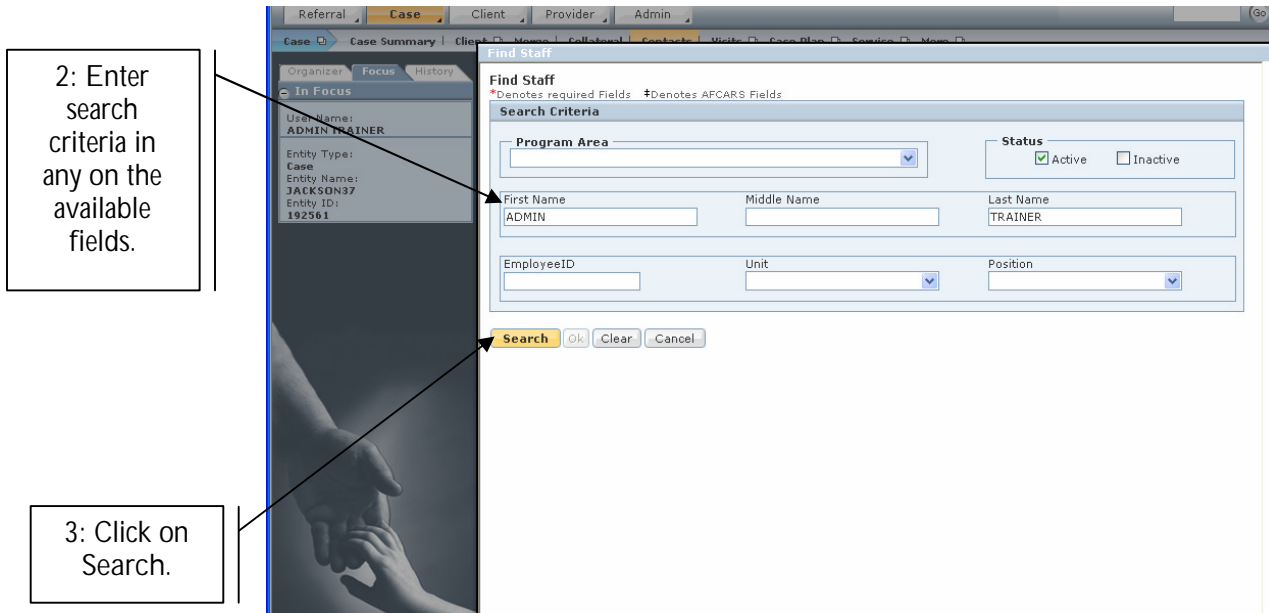 Referral Case Client Provider Admin Go
Case Case Summary | Client Merge | Collateral | Contacts | Visits Case Plan Service More
2: Enter
search
criteria in
any on the
available
fields.
Organizer Focus History
In Focus
User Name:
ADMIN TRAINER
Entity Type:
Case
Entity Name:
JACKSON37
Entity ID:
192561
Find Staff
Find Staff
*Denotes required Fields ‡Denotes AFCARS Fields
Search Criteria
Program Area Status
Active Inactive
First Name Middle Name Last Name
ADMIN TRAINER
EmployeeID Unit Position
Search Ok Clear Cancel
3: Click on
Search.